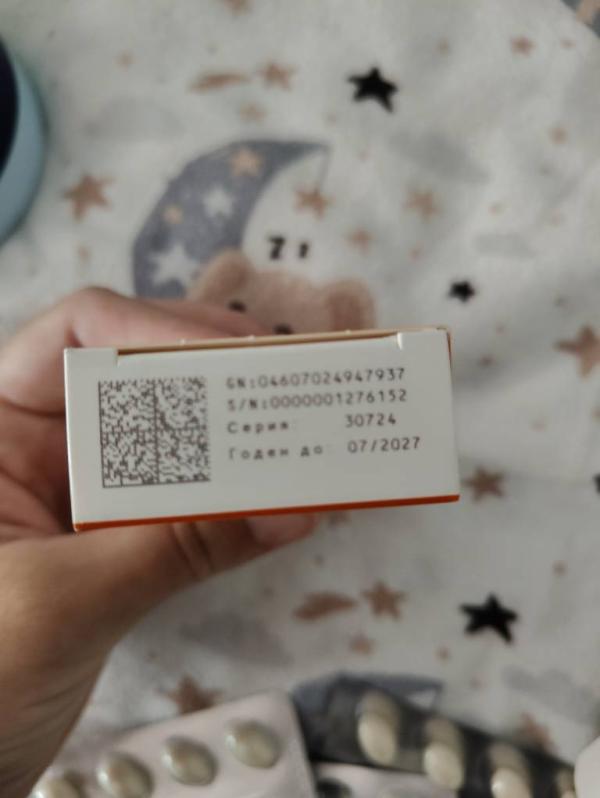 GN:04607024947937
S/N:0000001276152
Серия: 30724
Годен до: 07/2027